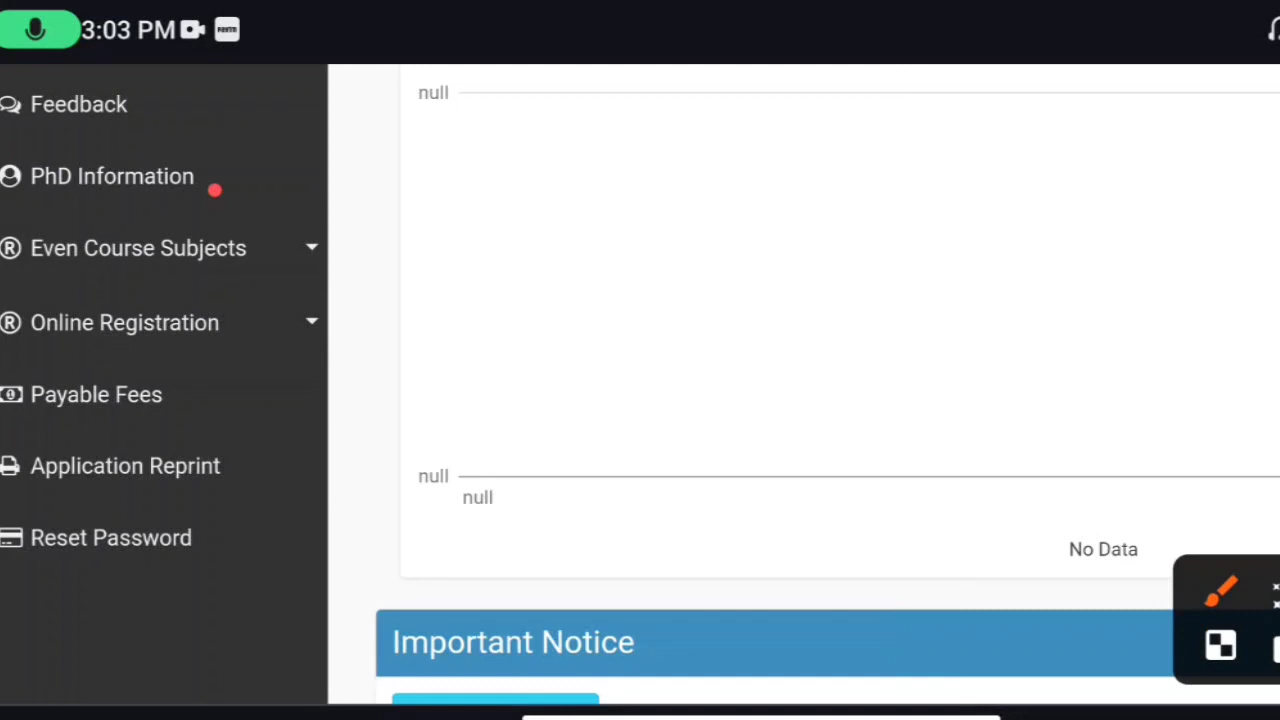 3:03 PM
paytm
Feedback
PhD Information
Even Course Subjects
Online Registration
Payable Fees
Application Reprint
Reset Password
null
null
null
No Data
Important Notice